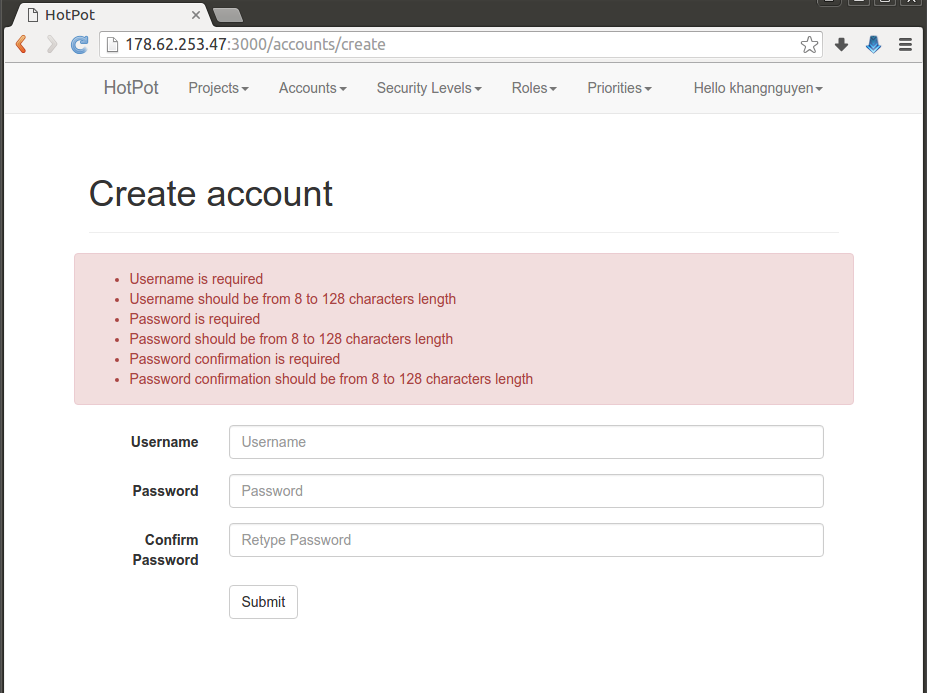 HotPot
178.62.253.47:3000/accounts/create
HotPot Projects Accounts Security Levels Roles Priorities Hello khangnguyen
Create account
Username is required
Username should be from 8 to 128 characters length
Password is required
Password should be from 8 to 128 characters length
Password confirmation is required
Password confirmation should be from 8 to 128 characters length
Username Username
Password Password
Confirm Retype Password
Password
Submit